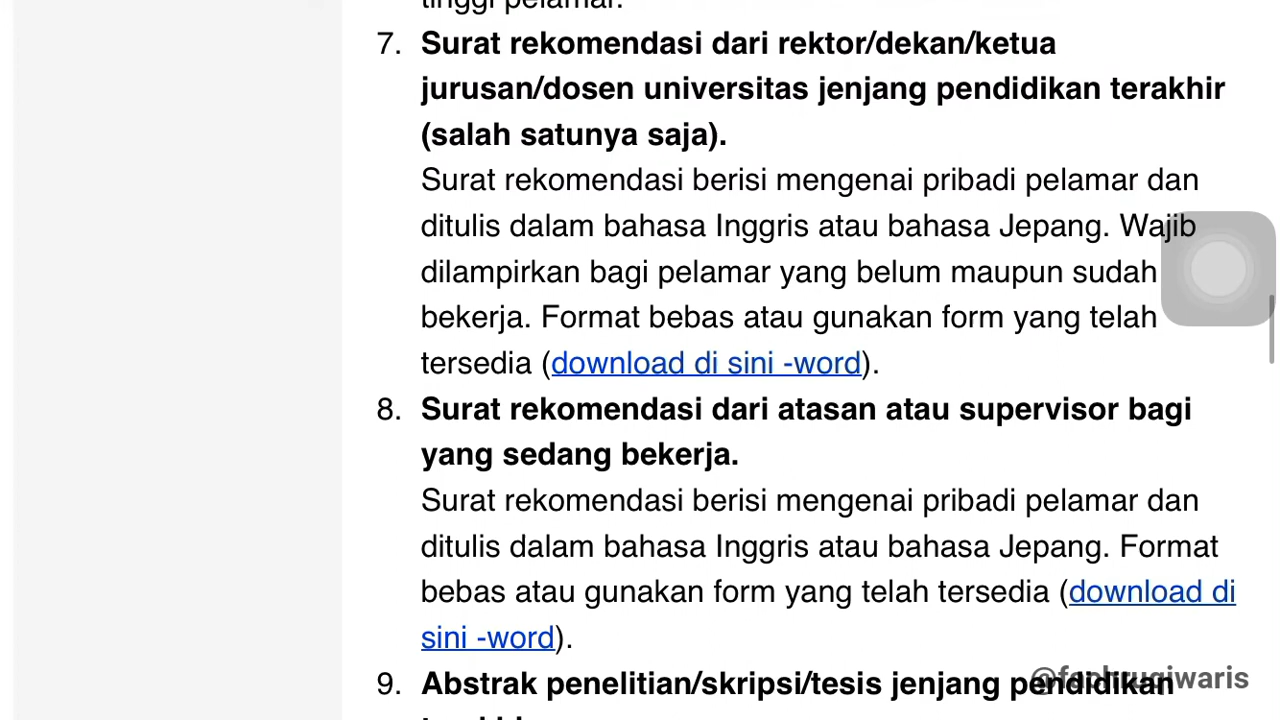 tinggi pelamar.
7. Surat rekomendasi dari rektor/dekan/ketua
jurusan/dosen universitas jenjang pendidikan terakhir
(salah satunya saja).
Surat rekomendasi berisi mengenai pribadi pelamar dan
ditulis dalam bahasa Inggris atau bahasa Jepang. Wajib
dilampirkan bagi pelamar yang belum maupun sudah
bekerja. Format bebas atau gunakan form yang telah
tersedia (download di sini -word).
8. Surat rekomendasi dari atasan atau supervisor bagi
yang sedang bekerja.
Surat rekomendasi berisi mengenai pribadi pelamar dan
ditulis dalam bahasa Inggris atau bahasa Jepang. Format
bebas atau gunakan form yang telah tersedia (download di
sini -word).
9. Abstrak penelitian/skripsi/tesis jenjang pendidikan